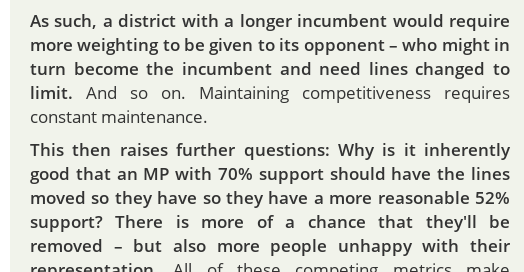 As such, a district with a longer incumbent would require
more weighting to be given to its opponent – who might in
turn become the incumbent and need lines changed to
limit. And so on. Maintaining competitiveness requires
constant maintenance.
This then raises further questions: Why is it inherently
good that an MP with 70% support should have the lines
moved so they have so they have a more reasonable 52%
support? There is more of a chance that they'll be
removed – but also more people unhappy with their
representation. All of these competing metrics make